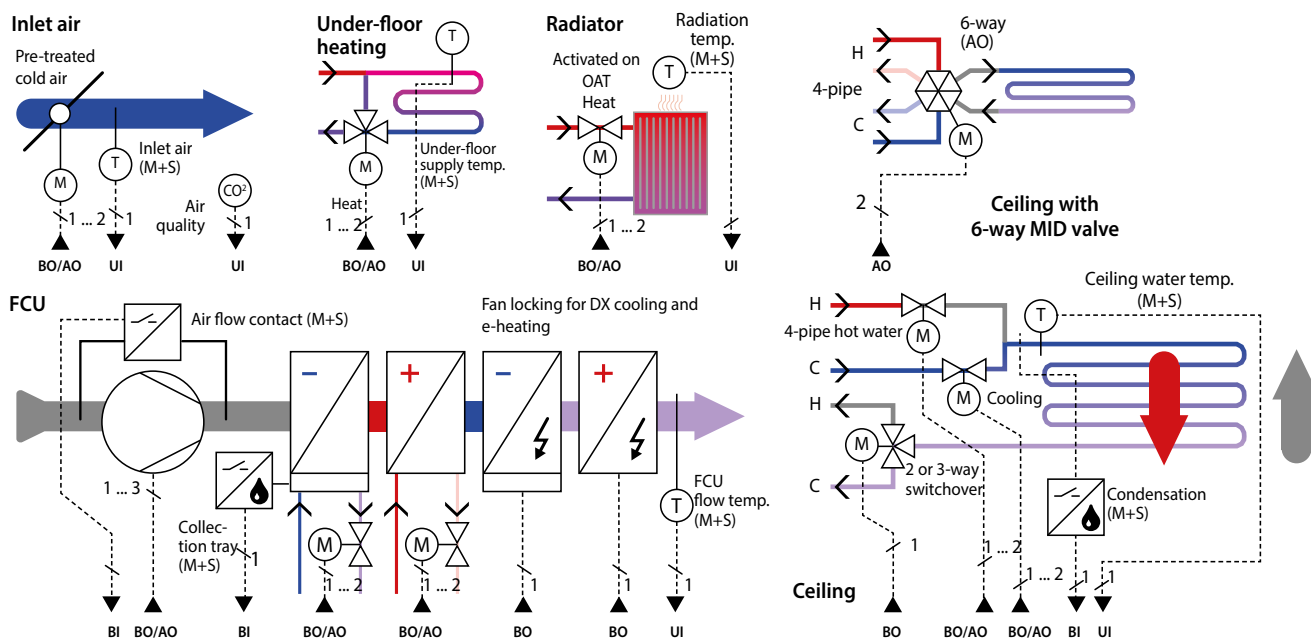 Inlet air
Pre-treated
cold air
M
T
Inlet air
(M+S)
CO²
Air
quality
1 ... 2
1
1
BO/AO
UI
UI
Under-floor
heating
T
M
Under-floor
supply temp.
(M+S)
Heat
1 ... 2
1
BO/AO
UI
Radiator
Radiation
temp.
(M+S)
Activated on
OAT
Heat
T
M
1 ... 2
BO/AO
UI
6-way
(AO)
H
4-pipe
C
M
2
AO
Ceiling with
6-way MID valve
FCU
Air flow contact (M+S)
Fan locking for DX cooling and
e-heating
–
+
–
+
1 ... 3
Collec-
tion tray
(M+S)
1
M
1 ... 2
M
1 ... 2
1
1
T
FCU
flow temp.
(M+S)
1
BI
BO/AO
BI
BO/AO
BO/AO
BO
BO
UI
Ceiling water temp.
(M+S)
H
4-pipe hot water
M
T
C
M
Cooling
H
M
2 or 3-way
switchover
C
Condensation
(M+S)
1
1 ... 2
1 ... 2
1
1
Ceiling
BO
BO/AO
BO/AO
BI
UI